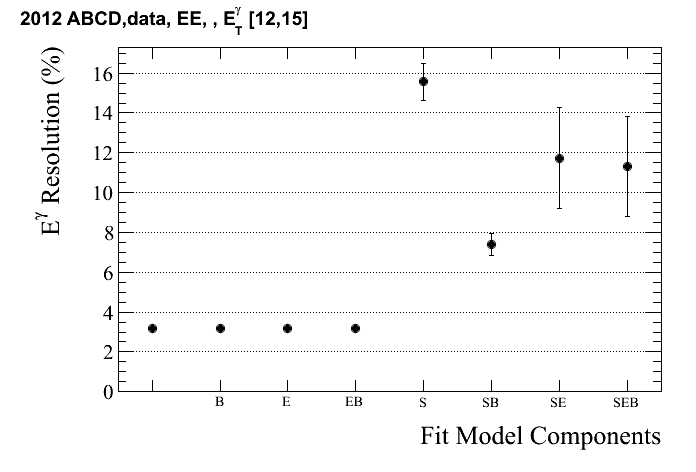 2012 ABCD,data, EE, , E_T^γ [12,15]
E^γ Resolution (%)
16
14
12
10
8
6
4
2
0
B E EB S SB SE SEB
Fit Model Components